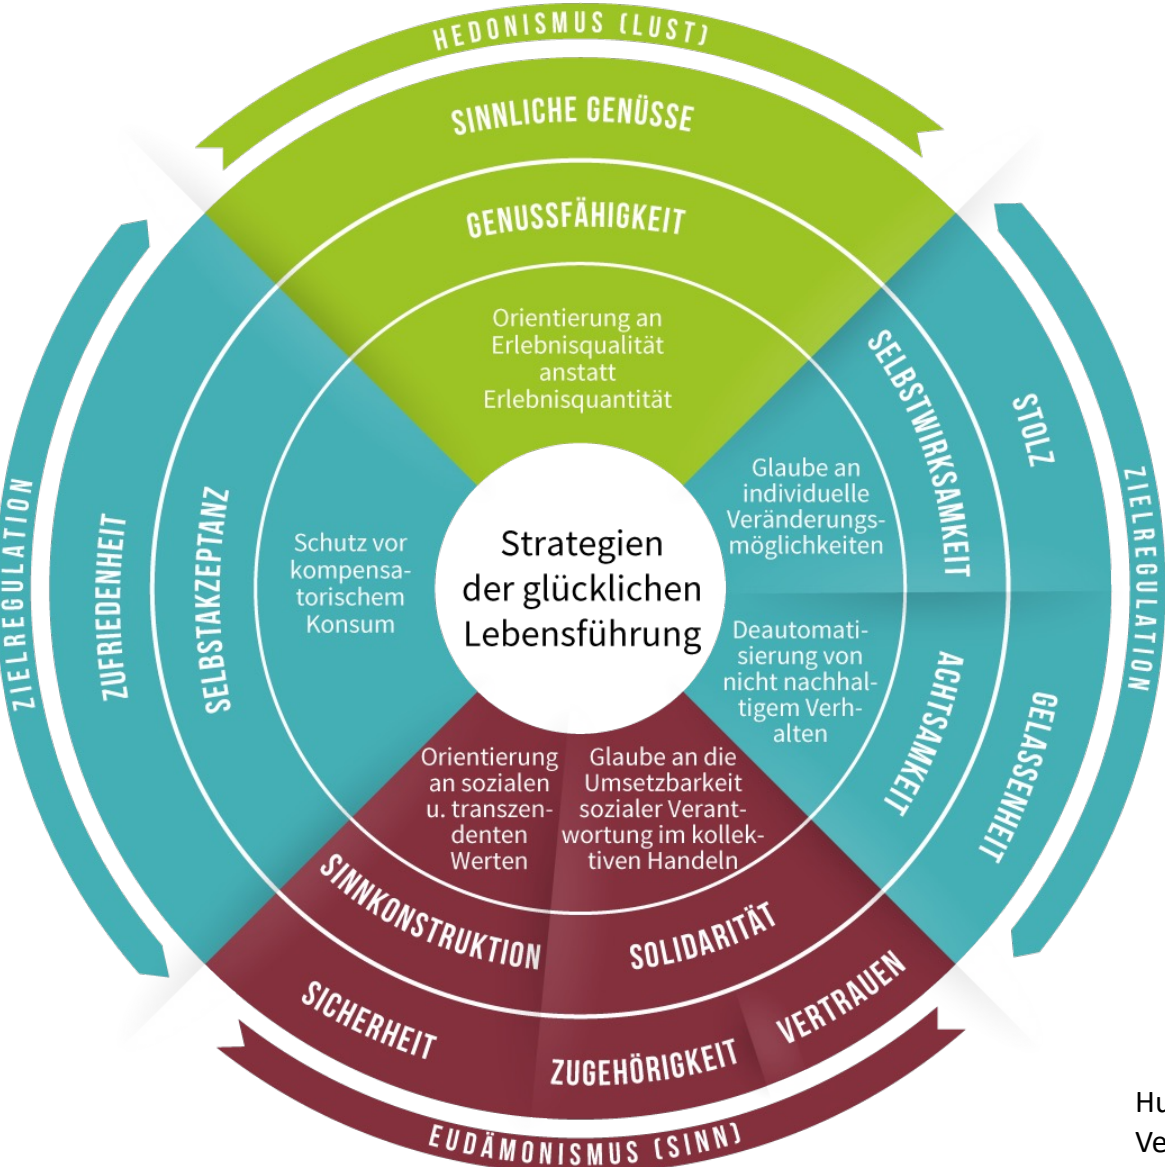 HEDONISMUS (LUST)
SINNLICHE GENÜSSE
GENUSSFÄHIGKEIT
Orientierung an
Erlebnisqualität
anstatt
Erlebnisquantität
ZIELREGULATION
STOLZ
SELBSTWIRKSAMKEIT
Glaube an
individuelle
Veränderungs-
möglichkeiten
GELASSENHEIT
ACHTSAMKEIT
Deautomati-
sierung von
nicht nachhal-
tigem Verh-
alten
Strategien
der glücklichen
Lebensführung
ZIELREGULATION
ZUFRIEDENHEIT
SELBSTAKZEPTANZ
Schutz vor
kompensa-
torischem
Konsum
Orientierung
an sozialen
u. transzen-
denten
Werten
SINNKONSTRUKTION
SICHERHEIT
Glaube an die
Umsetzbarkeit
sozialer Verant-
wortung im kollek-
tiven Handeln
SOLIDARITÄT
ZUGEHÖRIGKEIT
VERTRAUEN
EUDÄMONISMUS (SINN)
Hu
Ve